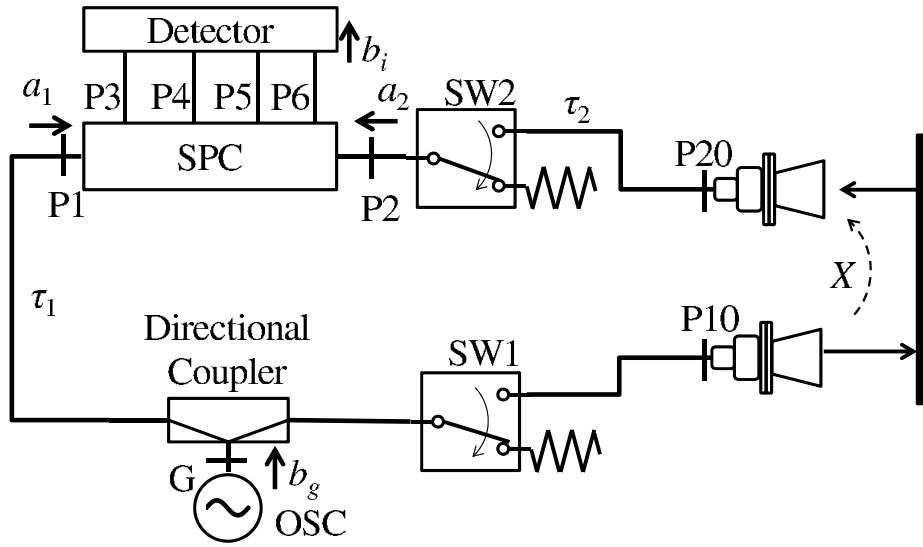 Detector
b_i
a_1
P3 P4 P5 P6
a_2
SW2
τ_2
SPC
P20
P1
P2
X
τ_1
P10
Directional
Coupler
SW1
G
b_g
OSC